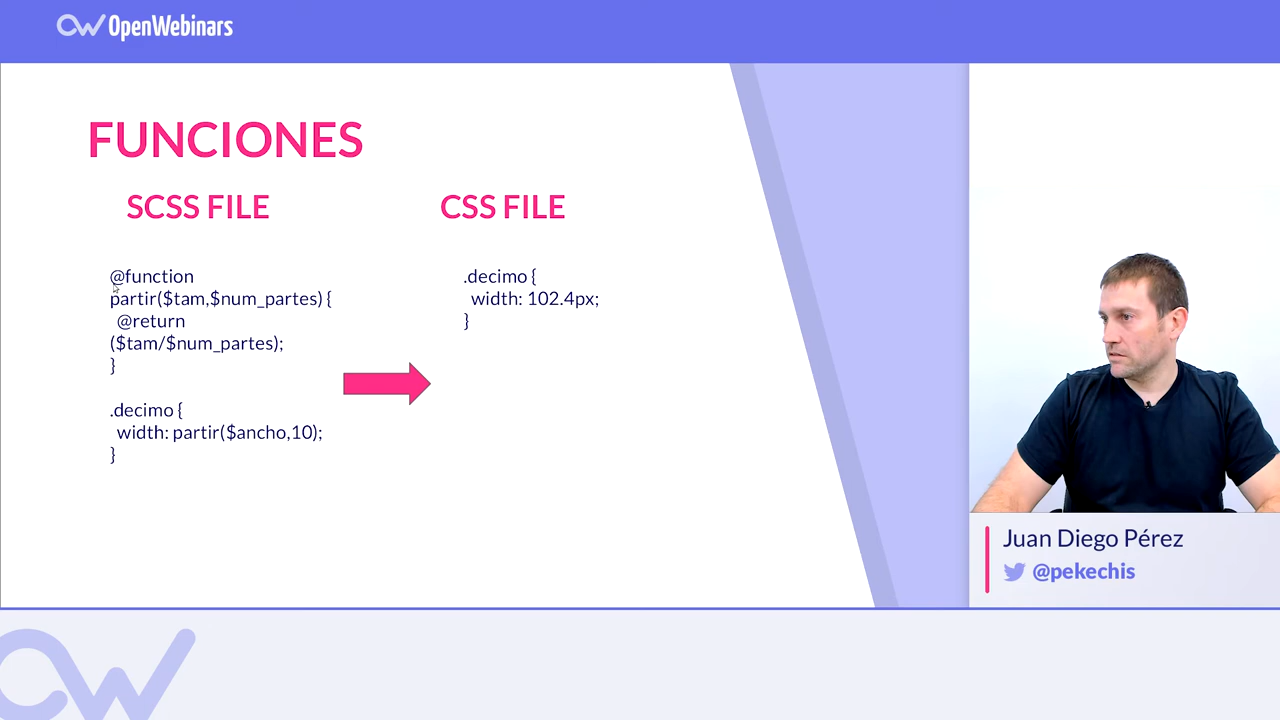 OpenWebinars
FUNCIONES
SCSS FILE
@function
partir($tam,$num_partes) {
@return
($tam/$num_partes);
}
.decimo {
width: partir($ancho,10);
}
CSS FILE
.decimo {
width: 102.4px;
}
Juan Diego Pérez
@pekechis